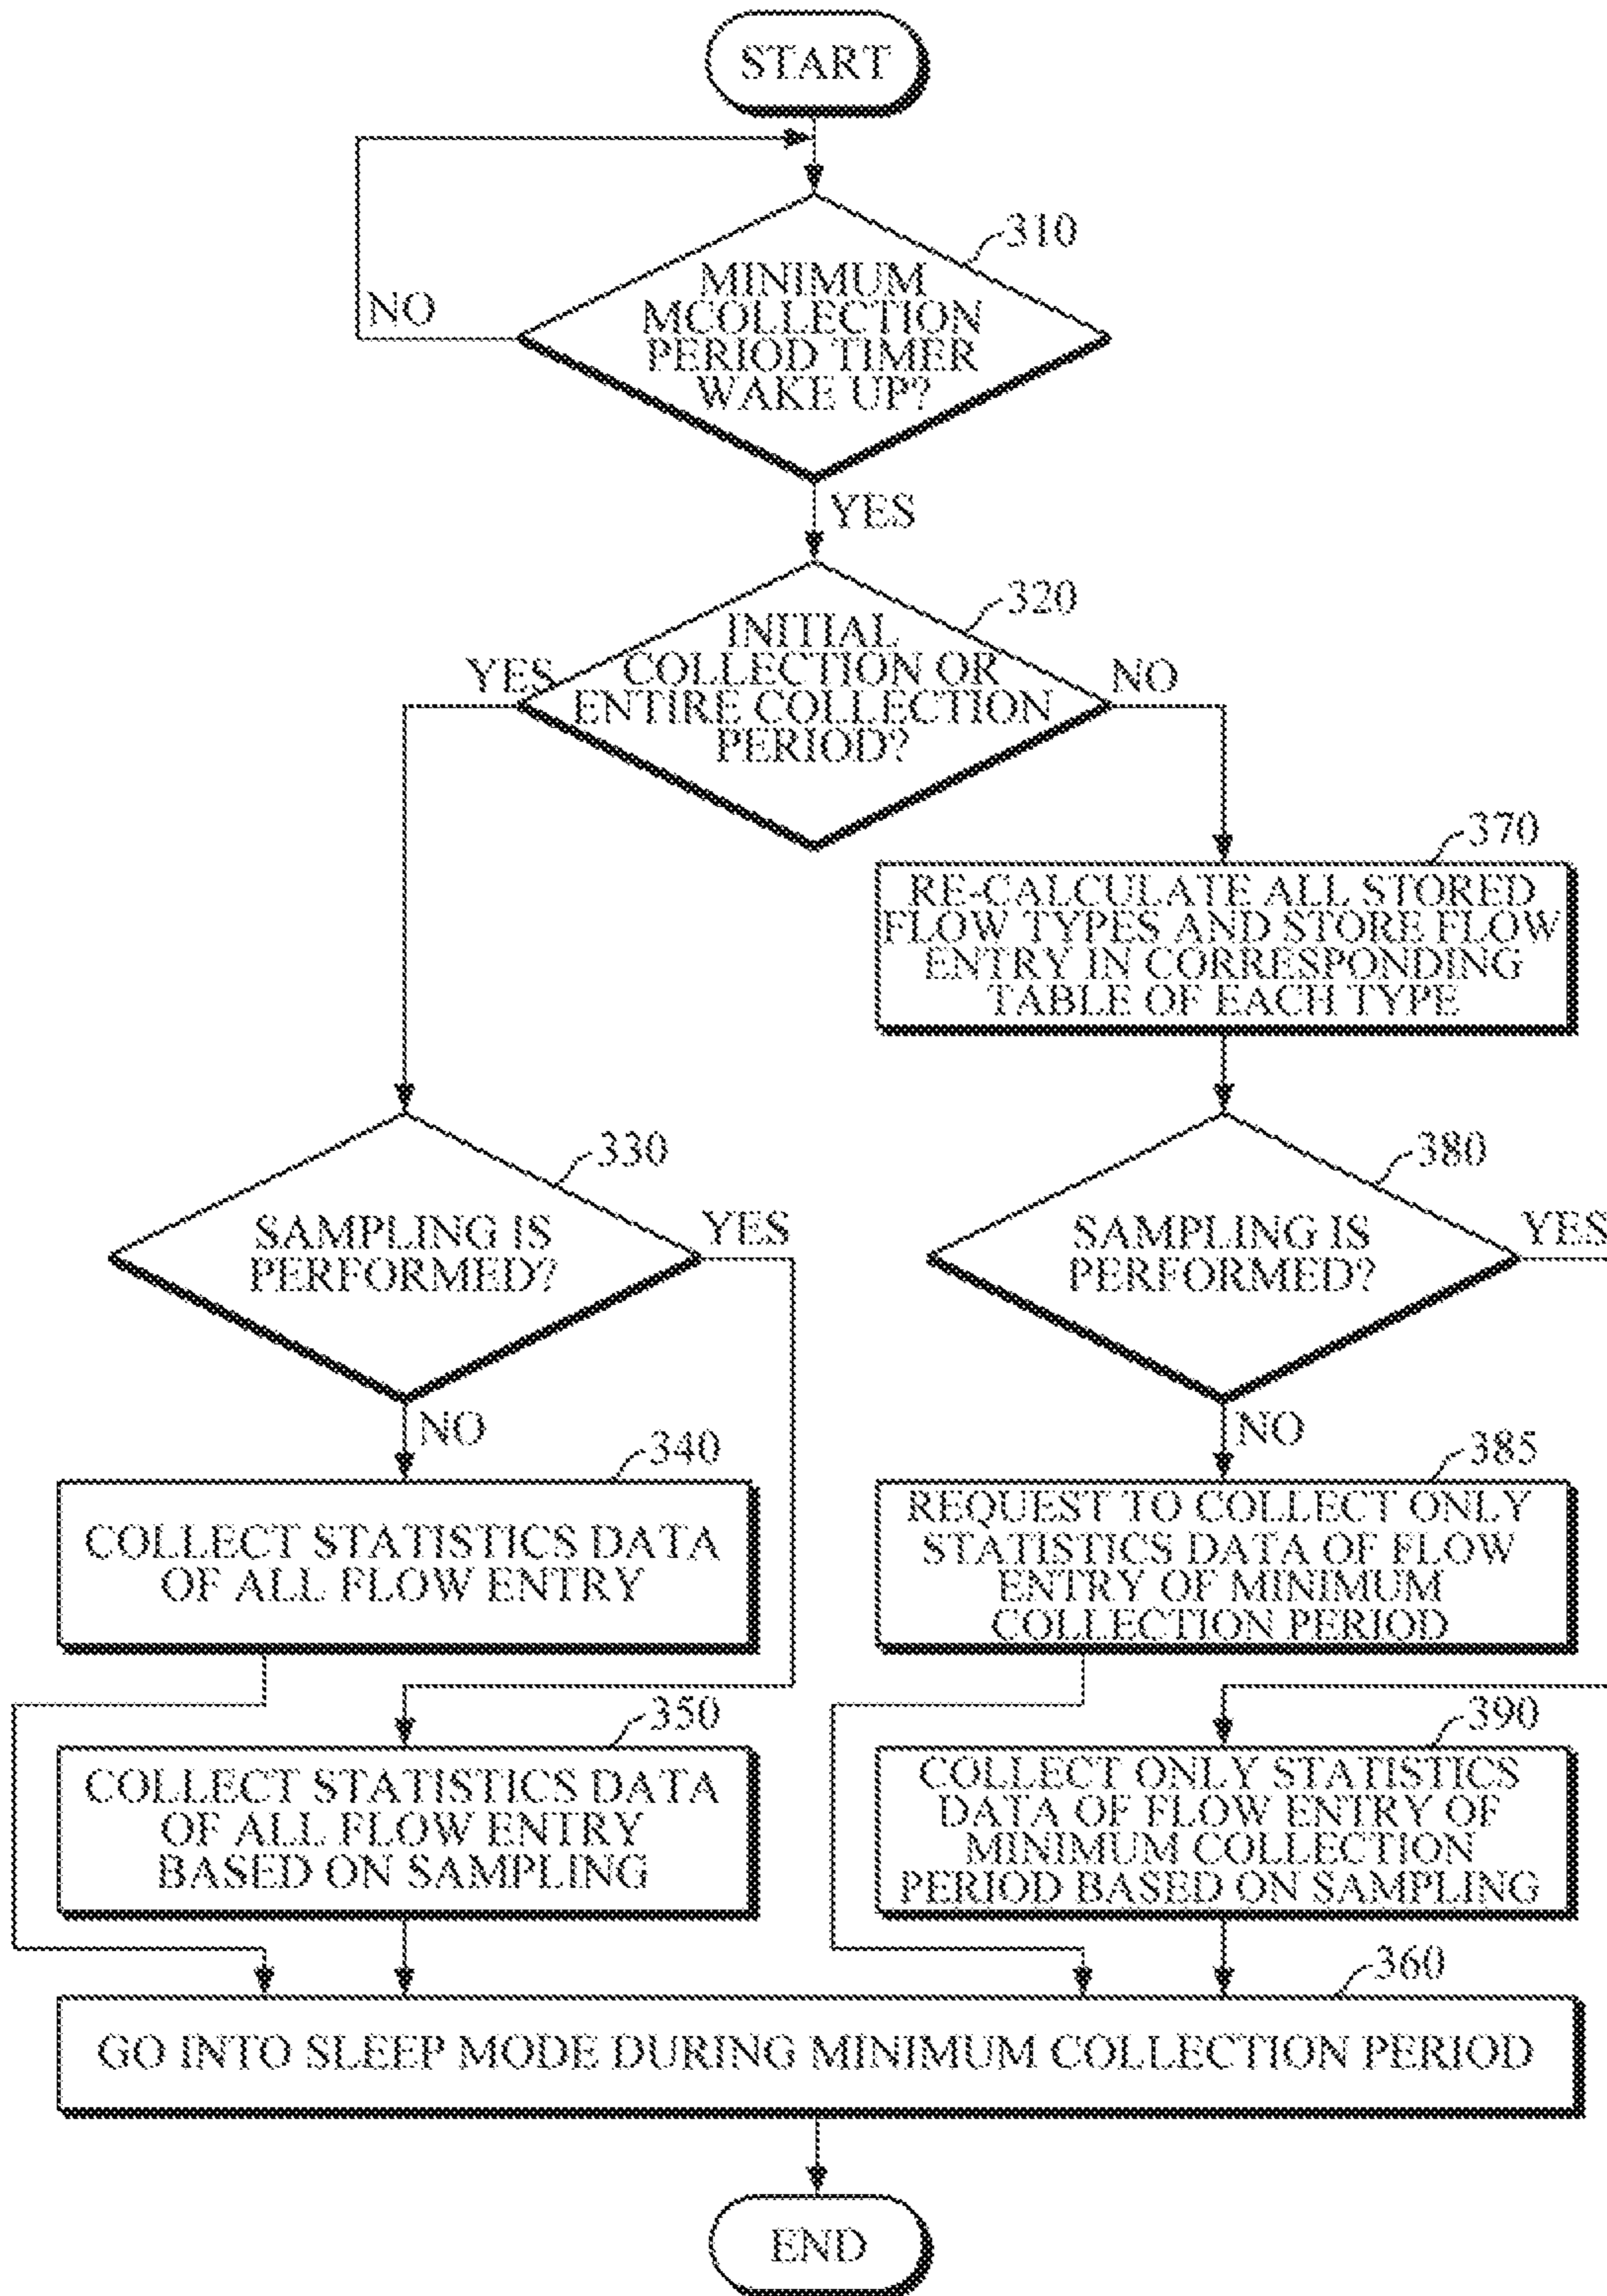 START
310
MINIMUM
MCOLLECTION
PERIOD TIMER
WAKE UP?
NO
YES
320
INITIAL
COLLECTION OR
ENTIRE COLLECTION
PERIOD?
YES
NO
370
RE-CALCULATE ALL STORED
FLOW TYPES AND STORE FLOW
ENTRY IN CORRESPONDING
TABLE OF EACH TYPE
330
SAMPLING IS
PERFORMED?
YES
NO
380
SAMPLING IS
PERFORMED?
YES
NO
340
COLLECT STATISTICS DATA
OF ALL FLOW ENTRY
385
REQUEST TO COLLECT ONLY
STATISTICS DATA OF FLOW
ENTRY OF MINIMUM
COLLECTION PERIOD
350
COLLECT STATISTICS DATA
OF ALL FLOW ENTRY
BASED ON SAMPLING
390
COLLECT ONLY STATISTICS
DATA OF FLOW ENTRY OF
MINIMUM COLLECTION
PERIOD BASED ON SAMPLING
360
GO INTO SLEEP MODE DURING MINIMUM COLLECTION PERIOD
END